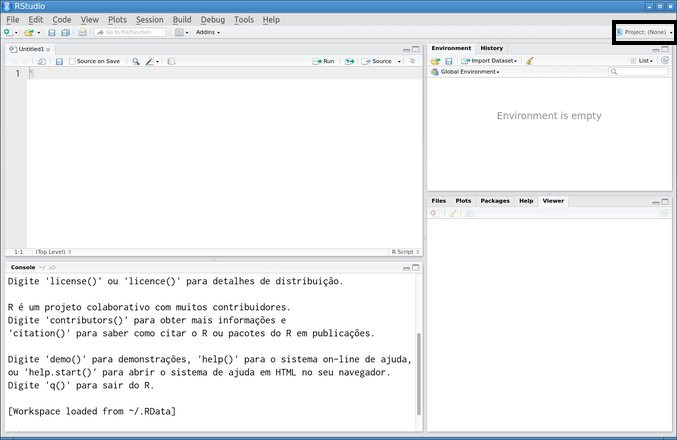 RStudio
File Edit Code View Plots Session Build Debug Tools Help
Go to file/function Addins Project: (None)
Untitled1
Source on Save Run Source
1
1:1 (Top Level) R Script
Console ~/
Digite 'license()' ou 'licence()' para detalhes de distribuição.
R é um projeto colaborativo com muitos contribuidores.
Digite 'contributors()' para obter mais informações e
'citation()' para saber como citar o R ou pacotes do R em publicações.
Digite 'demo()' para demonstrações, 'help()' para o sistema on-line de ajuda,
ou 'help.start()' para abrir o sistema de ajuda em HTML no seu navegador.
Digite 'q()' para sair do R.
[Workspace loaded from ~/.RData]
Environment History
Import Dataset List
Global Environment
Environment is empty
Files Plots Packages Help Viewer